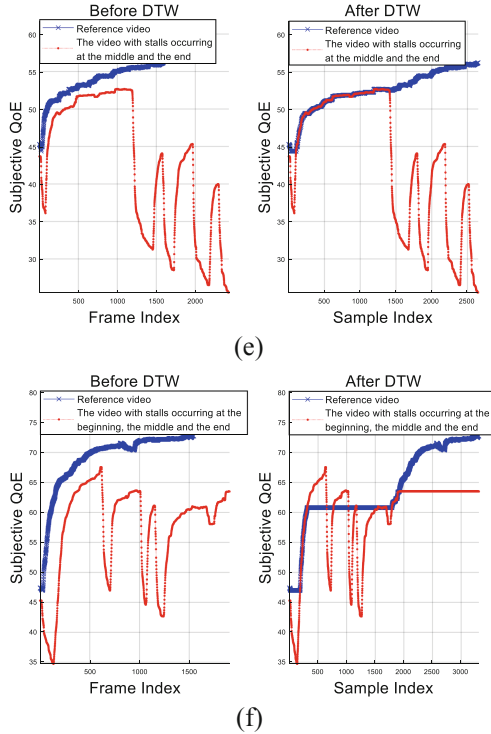 Before DTW
Reference video
The video with stalls occurring
at the middle and the end
60
55
50
45
40
35
30
500
1000
1500
2000
Subjective QoE
Frame Index
After DTW
Reference video
The video with stalls occurring
at the middle and the end
60
55
50
45
40
35
30
500
1000
1500
2000
2500
Subjective QoE
Sample Index
(e)
Before DTW
Reference video
The video with stalls occurring at the
beginning, the middle and the end
80
75
70
65
60
55
50
45
40
35
500
1000
1500
Subjective QoE
Frame Index
After DTW
Reference video
The video with stalls occurring at the
beginning, the middle and the end
80
75
70
65
60
55
50
45
40
35
500
1000
1500
2000
2500
3000
Subjective QoE
Sample Index
(f)